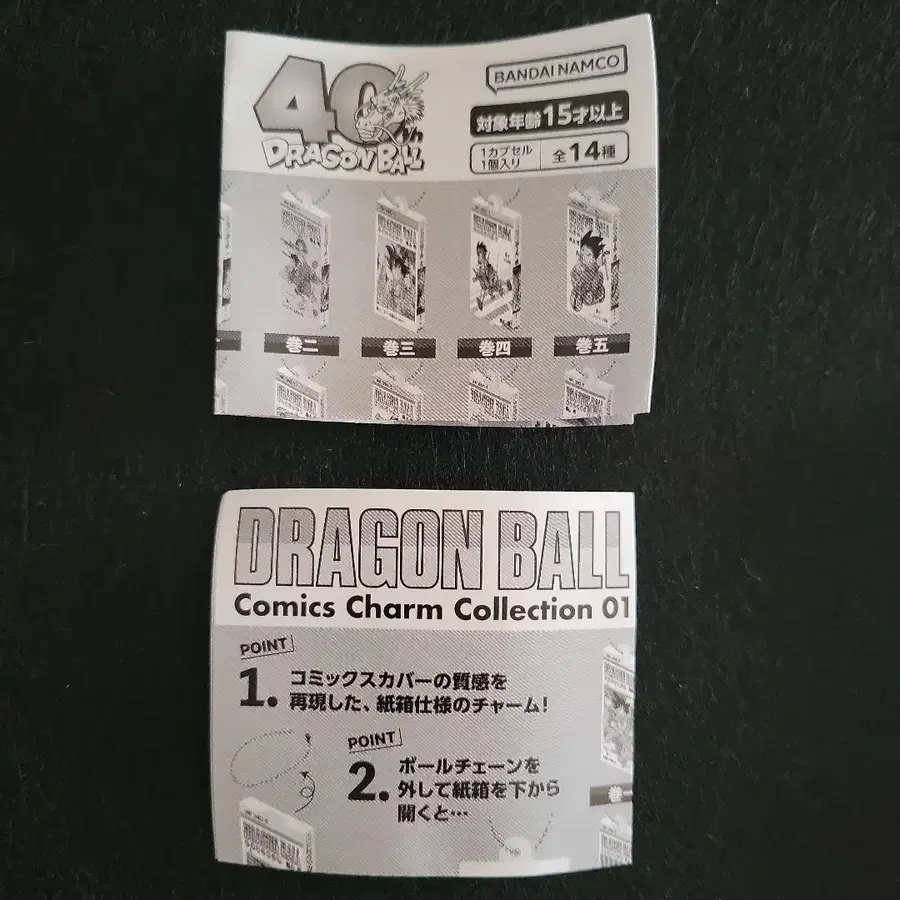 40th
DRAGON BALL
BANDAI NAMCO
対象年齢15才以上
1カプセル
1個入り
全14種
巻二
巻三
巻四
巻五
DRAGON BALL
Comics Charm Collection 01
POINT
1.
コミックスカバーの質感を
再現した、紙箱仕様のチャーム!
POINT
2.
ボールチェーンを
外して紙箱を下から
開くと…
巻一